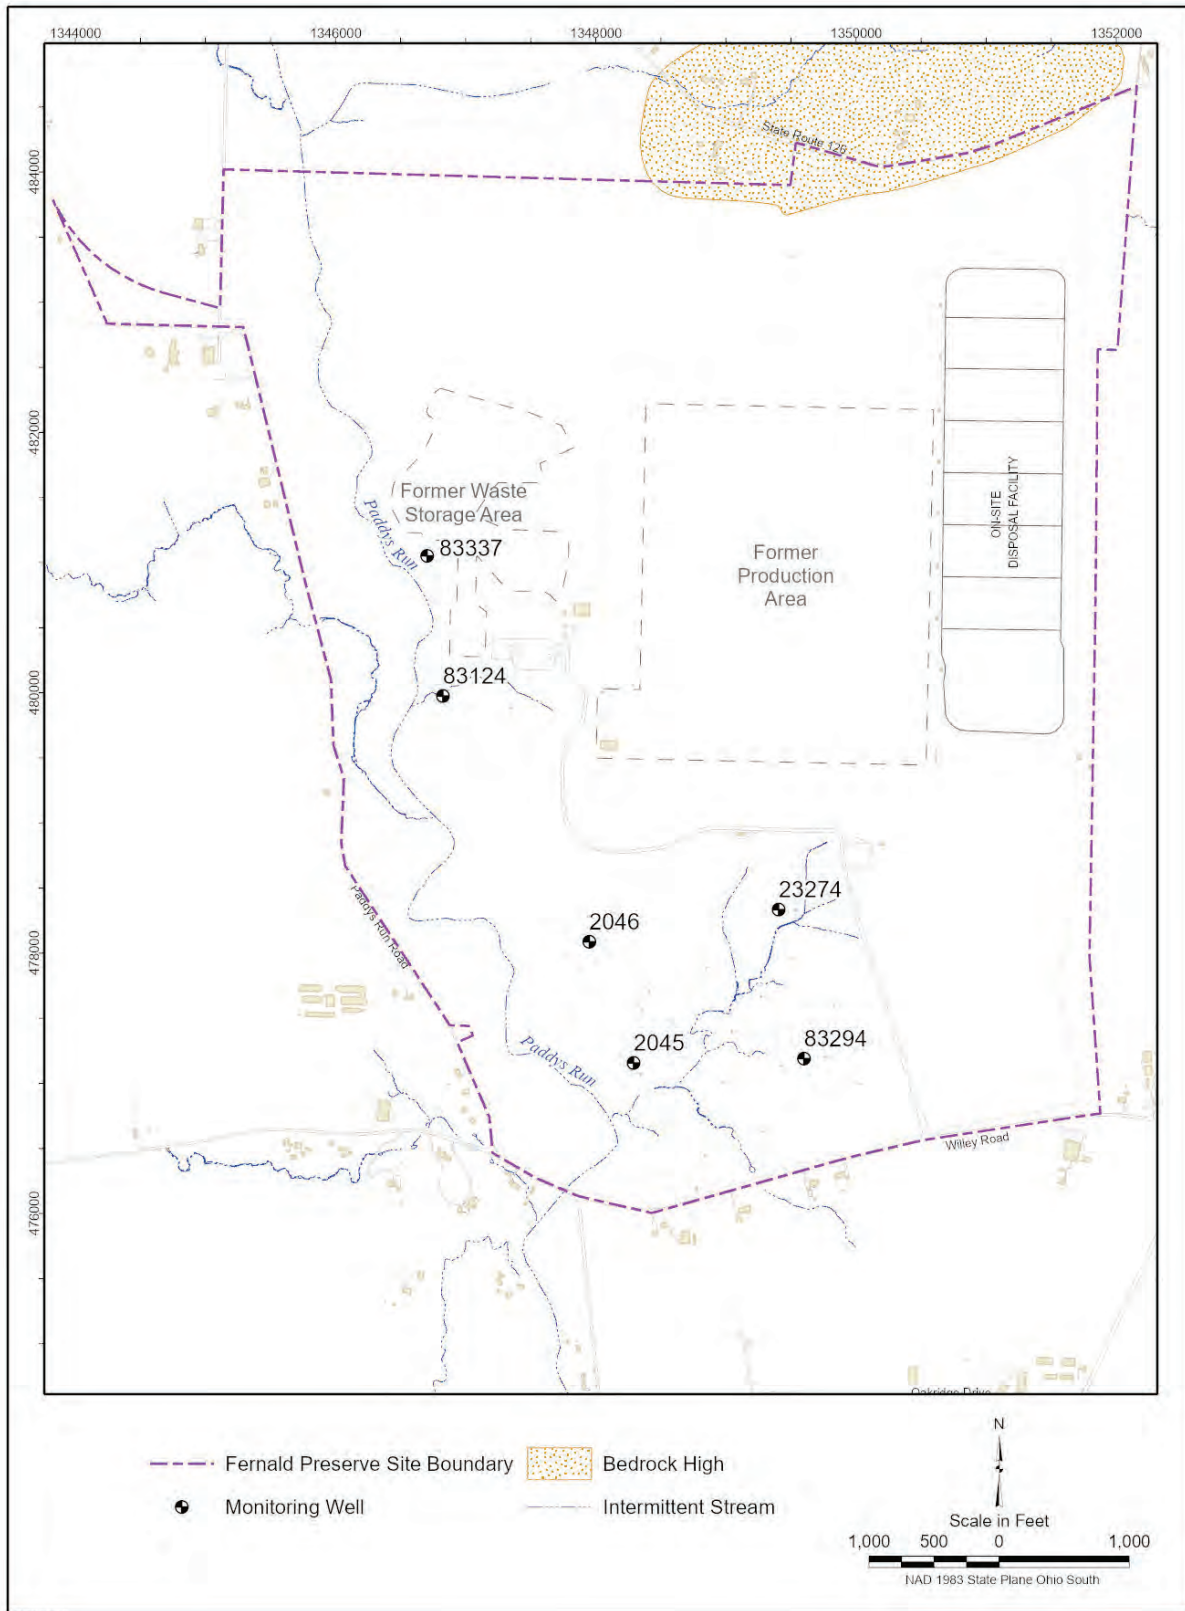 1344000
1346000
1348000
1350000
1352000
484000
482000
480000
478000
476000
State Route 126
Former Waste
Storage Area
Paddys Run
83337
Former
Production
Area
ON-SITE
DISPOSAL FACILITY
83124
23274
2046
Paddys Run Road
2045
83294
Paddys Run
Willey Road
Oakridge Drive
Fernald Preserve Site Boundary
Bedrock High
Monitoring Well
Intermittent Stream
N
Scale in Feet
1,000 500 0 1,000
NAD 1983 State Plane Ohio South